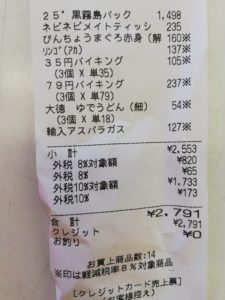 25°黒霧島パック 1,498
ネピネピメイトティッシ 235
びんちょうまぐろ赤身(解 160※
リンゴ(アカ) 137※
35円バイキング 105※
(3個 X 単35)
79円バイキング 237※
(3個 X 単79)
大徳 ゆでうどん(細) 54※
(3個 X 単18)
輸入アスパラガス 127※
小 計 ¥2,553
外税 8%対象額 ¥820
外税 8% ¥65
外税10%対象額 ¥1,733
外税10% ¥173
合 計 ¥2,791
クレジット ¥2,791
お釣り ¥0
お買上商品数:14
※印は軽減税率8%対象商品
[クレジットカード売上票]
(お客様控え)